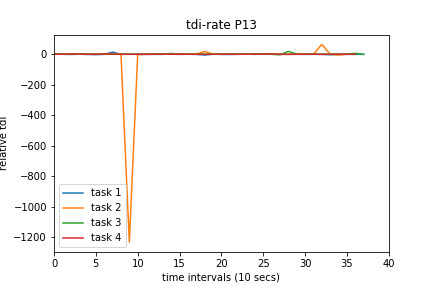 tdi-rate P13
0
−200
−400
−600
−800
−1000
−1200
relative tdi
task 1
task 2
task 3
task 4
0 5 10 15 20 25 30 35 40
time intervals (10 secs)